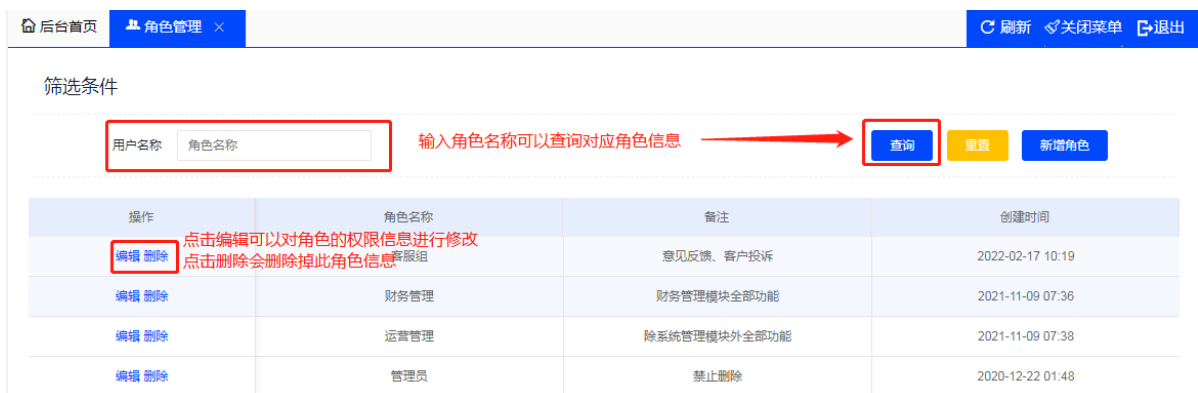 后台首页 角色管理 × 刷新 关闭菜单 退出
筛选条件
用户名称 角色名称 输入角色名称可以查询对应角色信息 查询 重置 新增角色
操作 角色名称 备注 创建时间
点击编辑可以对角色的权限信息进行修改
编辑 删除 客服组 意见反馈、客户投诉 2022-02-17 10:19
点击删除会删除掉此角色信息
编辑 删除 财务管理 财务管理模块全部功能 2021-11-09 07:36
编辑 删除 运营管理 除系统管理模块外全部功能 2021-11-09 07:38
编辑 删除 管理员 禁止删除 2020-12-22 01:48